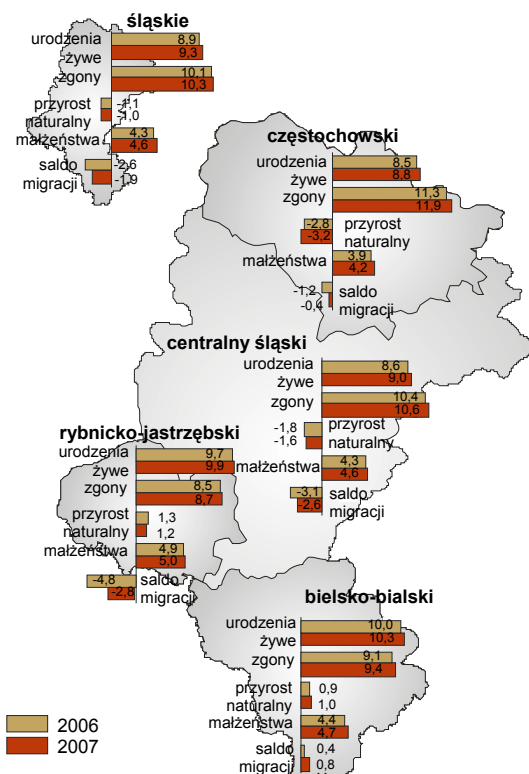 śląskie
urodzenia 8,9
żywe 9,3
zgony 10,1
10,3
przyrost -1,1
naturalny -1,0
małżeństwa 4,3
4,6
saldo -2,6
migracji -1,9
częstochowski
urodzenia 8,5
żywe 8,8
zgony 11,3
11,9
-2,8 przyrost
-3,2 naturalny
małżeństwa 3,9
4,2
-1,2 saldo
-0,4 migracji
centralny śląski
urodzenia 8,6
żywe 9,0
zgony 10,4
10,6
-1,8 przyrost
-1,6 naturalny
małżeństwa 4,3
4,6
-3,1 saldo
-2,6 migracji
rybnicko-jastrzębski
urodzenia 9,7
żywe 9,9
zgony 8,5
8,7
przyrost 1,3
naturalny 1,2
małżeństwa 4,9
5,0
-4,8 saldo
-2,8 migracji
bielsko-bialski
urodzenia 10,0
żywe 10,3
zgony 9,1
9,4
przyrost 0,9
naturalny 1,0
małżeństwa 4,4
4,7
saldo 0,4
migracji 0,8
2006
2007